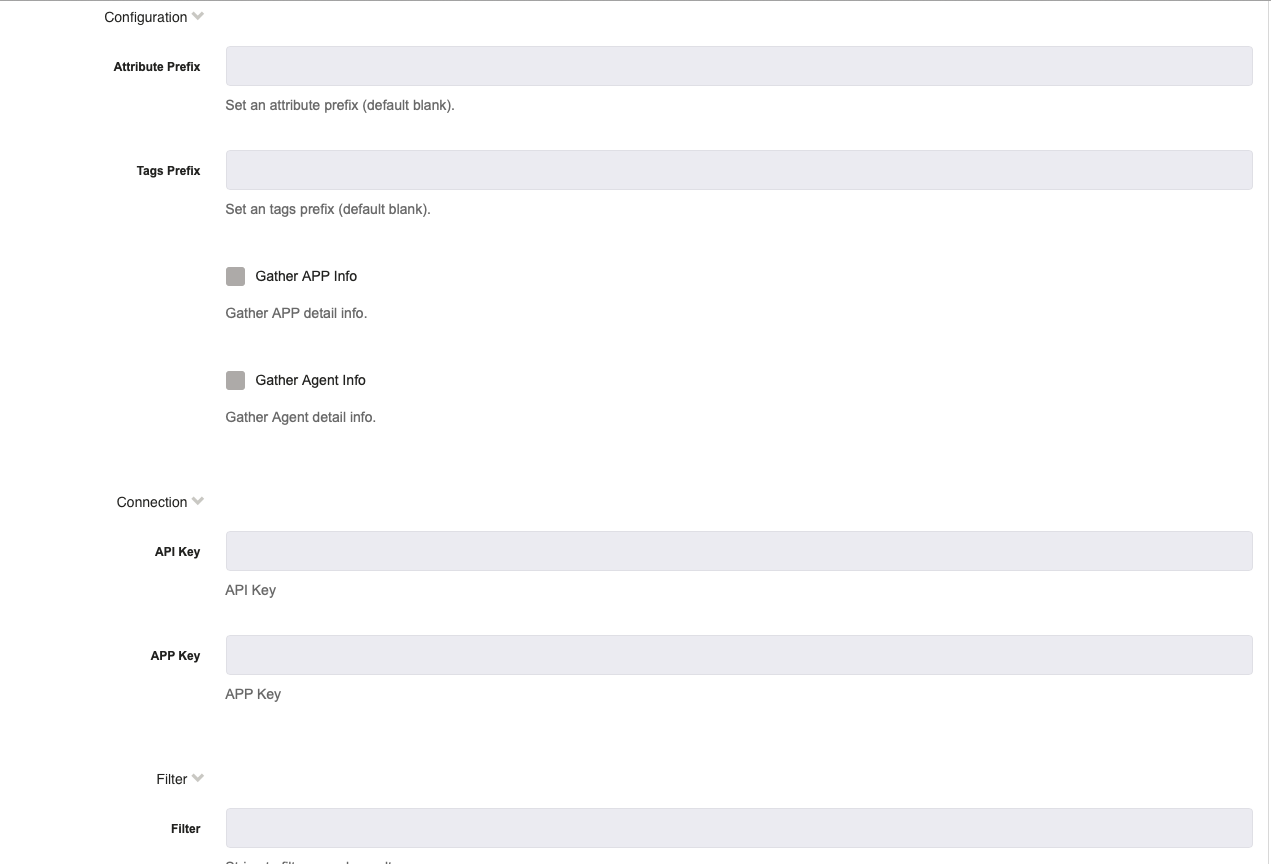 Configuration
Attribute Prefix
Set an attribute prefix (default blank).
Tags Prefix
Set an tags prefix (default blank).
Gather APP Info
Gather APP detail info.
Gather Agent Info
Gather Agent detail info.
Connection
API Key
API Key
APP Key
APP Key
Filter
Filter